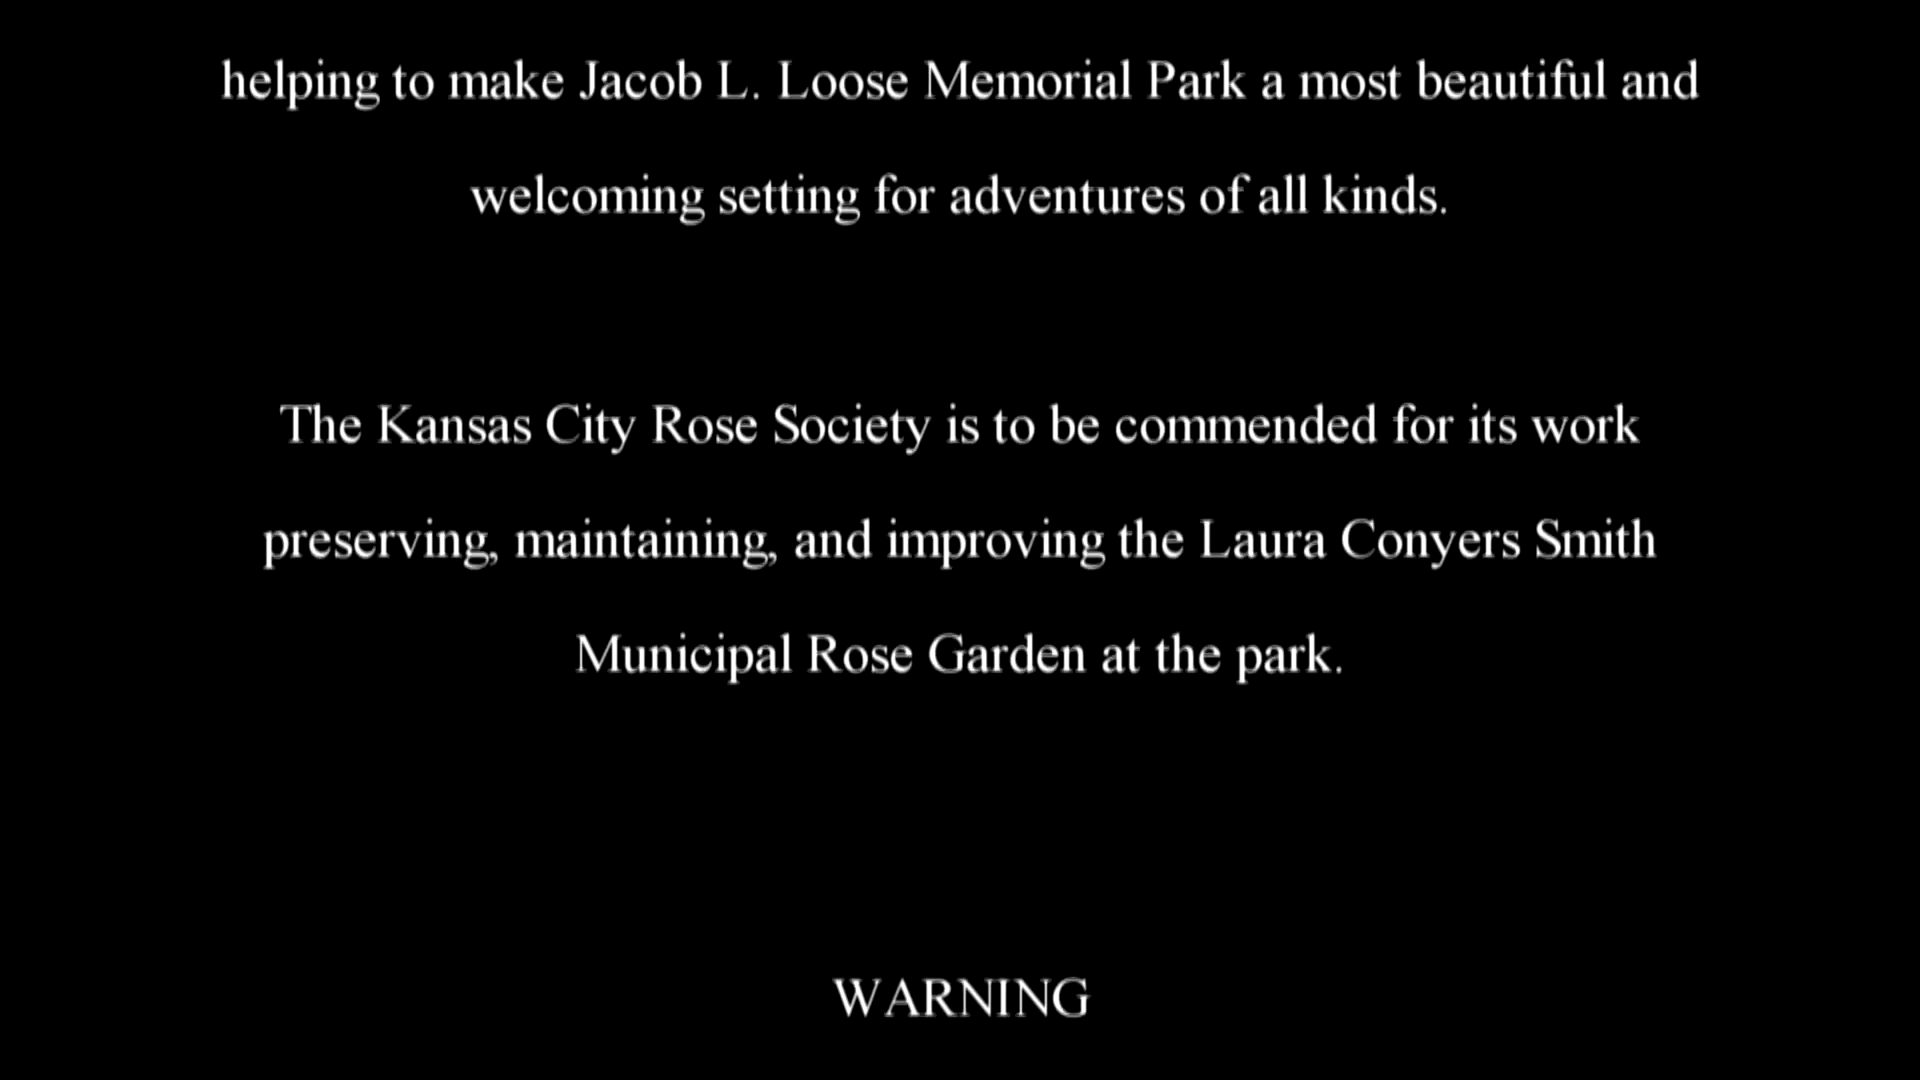 helping to make Jacob L. Loose Memorial Park a most beautiful and
welcoming setting for adventures of all kinds.
The Kansas City Rose Society is to be commended for its work
preserving, maintaining, and improving the Laura Conyers Smith
Municipal Rose Garden at the park.
WARNING